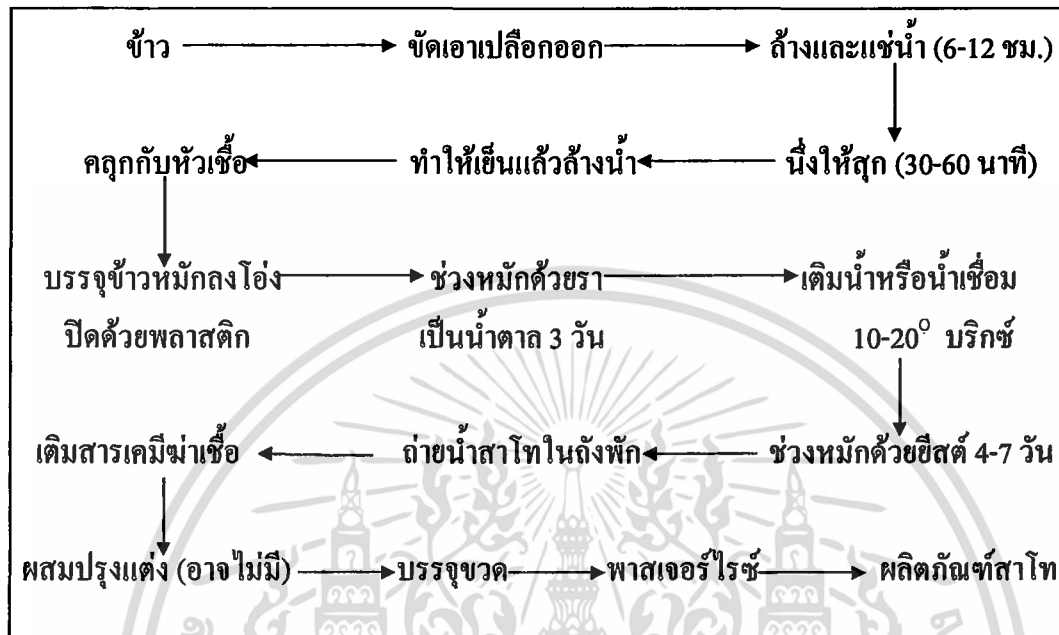 ข้าว ขัดเอาเปลือกออก ล้างและแช่น้ำ (6-12 ชม.)
คลุกกับหัวเชื้อ ทำให้เย็นแล้วล้างน้ำ นึ่งให้สุก (30-60 นาที)
บรรจุข้าวหมักลงโอ่ง ช่วงหมักด้วยรา เติมน้ำหรือน้ำเชื่อม
ปิดด้วยพลาสติก เป็นน้ำตาล 3 วัน 10-20⁰ บริกซ์
เติมสารเคมีฆ่าเชื้อ ถ่ายน้ำสาโทในถังพัก ช่วงหมักด้วยยีสต์ 4-7 วัน
ผสมปรุงแต่ง (อาจไม่มี) บรรจุขวด พาสเจอร์ไรซ์ ผลิตภัณฑ์สาโท